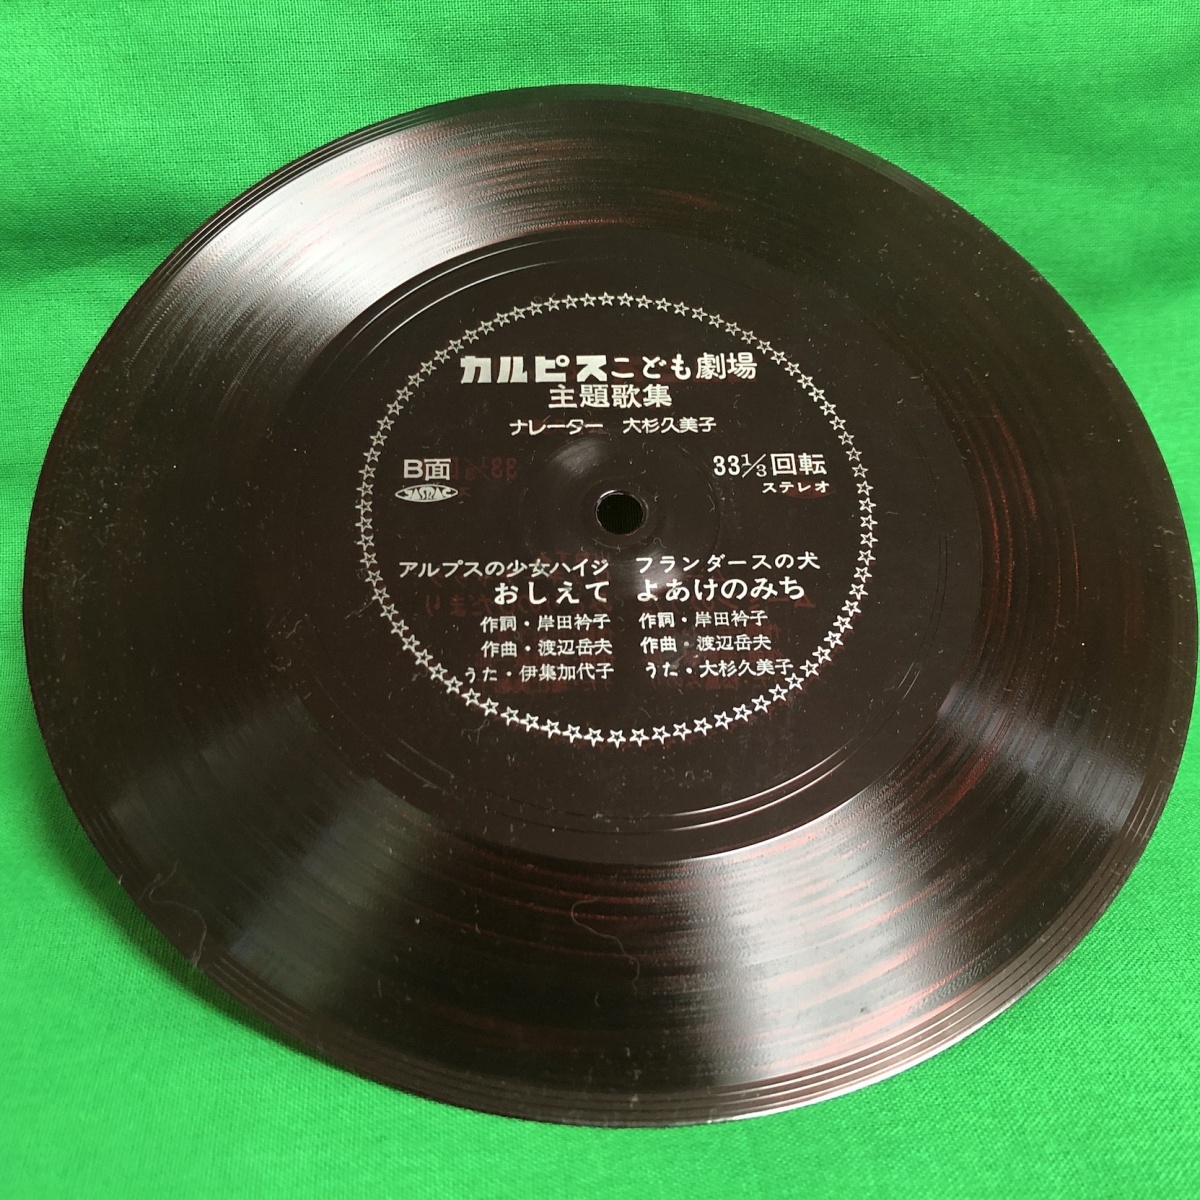 カルピスこども劇場
主題歌集
ナレーター 大杉久美子
B面
JASRAC
33 1/3回転
ステレオ
アルプスの少女ハイジ
おしえて
作詞・岸田衿子
作曲・渡辺岳夫
うた・伊集加代子
フランダースの犬
よあけのみち
作詞・岸田衿子
作曲・渡辺岳夫
うた・大杉久美子